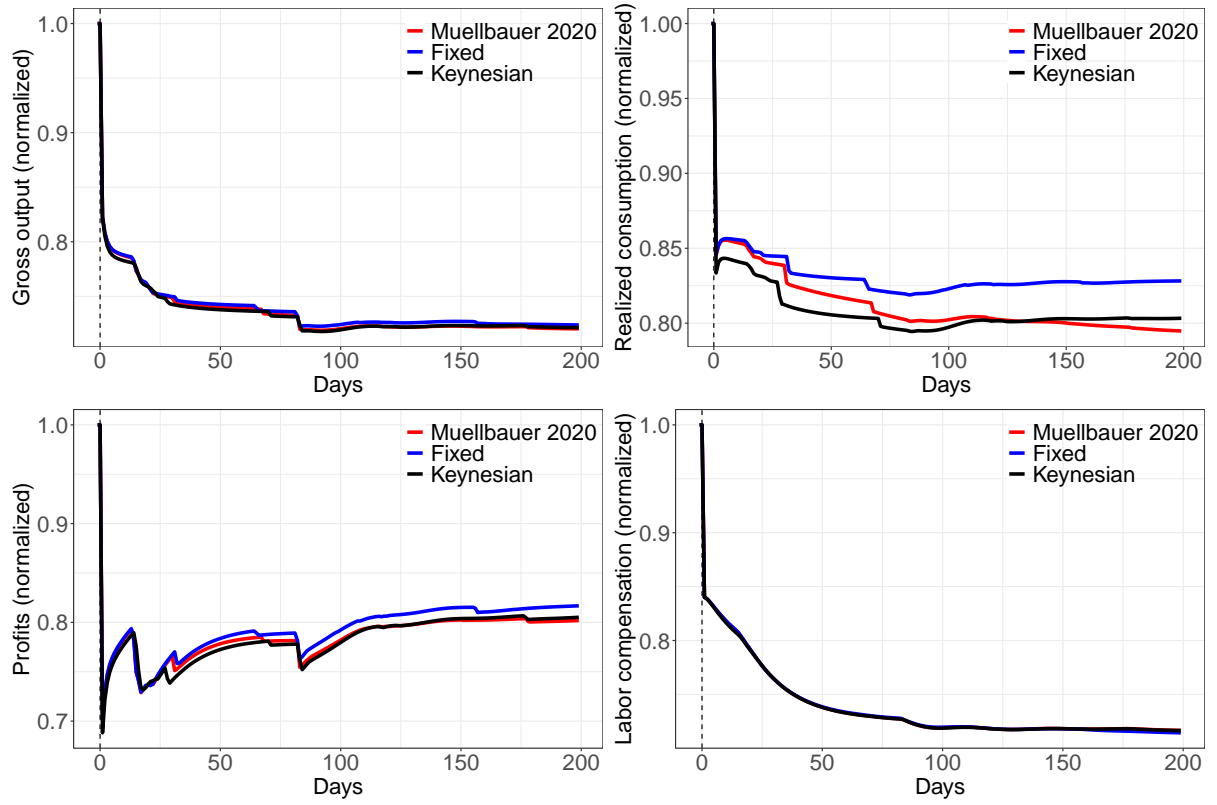 Gross output (normalized)
1.0
0.9
0.8
Muellbauer 2020
Fixed
Keynesian
0
50
100
150
200
Days
Realized consumption (normalized)
1.00
0.95
0.90
0.85
0.80
Muellbauer 2020
Fixed
Keynesian
0
50
100
150
200
Days
Profits (normalized)
1.0
0.9
0.8
0.7
Muellbauer 2020
Fixed
Keynesian
0
50
100
150
200
Days
Labor compensation (normalized)
1.0
0.9
0.8
Muellbauer 2020
Fixed
Keynesian
0
50
100
150
200
Days